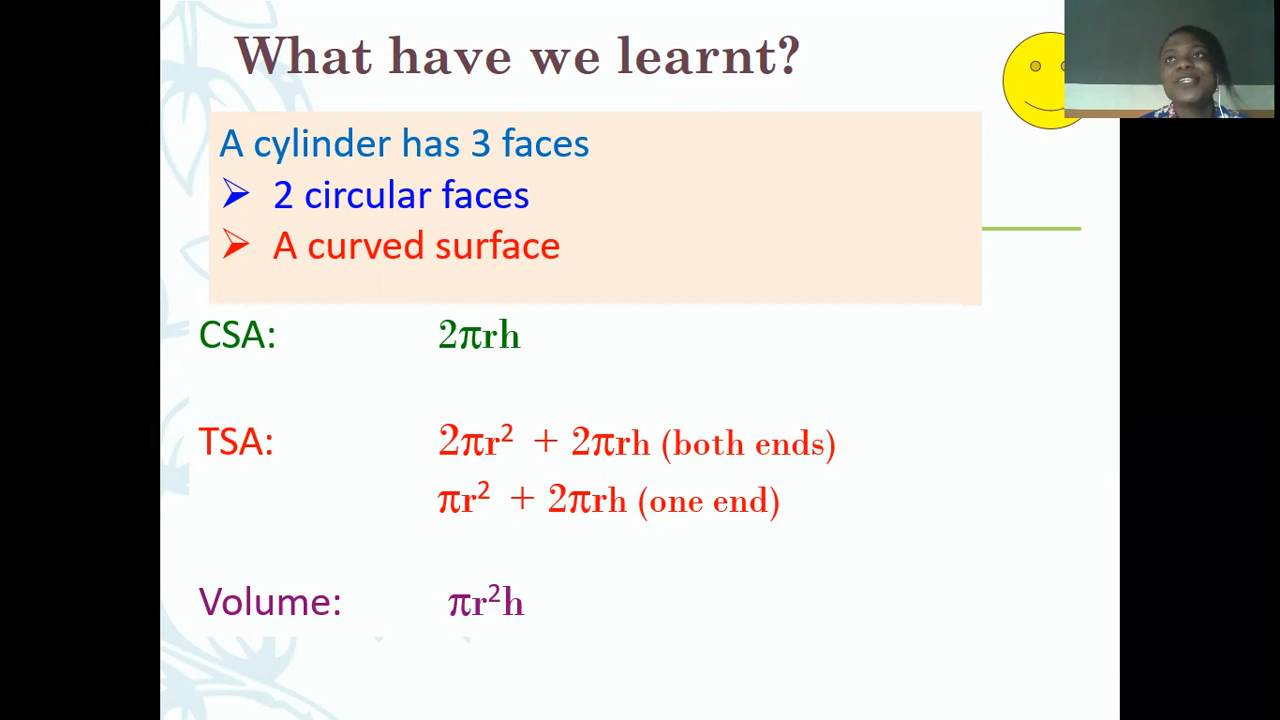 What have we learnt?
A cylinder has 3 faces
➢ 2 circular faces
➢ A curved surface
CSA: 2πrh
TSA: 2πr² + 2πrh (both ends)
πr² + 2πrh (one end)
Volume: πr²h